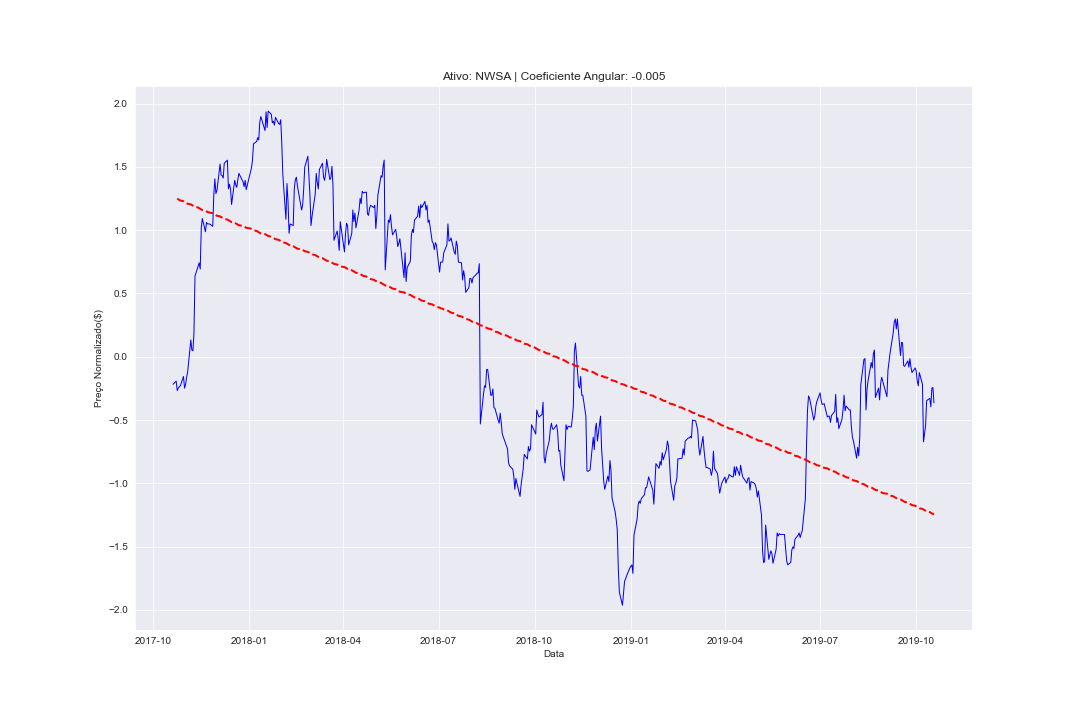 Ativo: NWSA | Coeficiente Angular: -0.005
Preço Normalizado($)
2.0
1.5
1.0
0.5
0.0
−0.5
−1.0
−1.5
−2.0
2017-10 2018-01 2018-04 2018-07 2018-10 2019-01 2019-04 2019-07 2019-10
Data